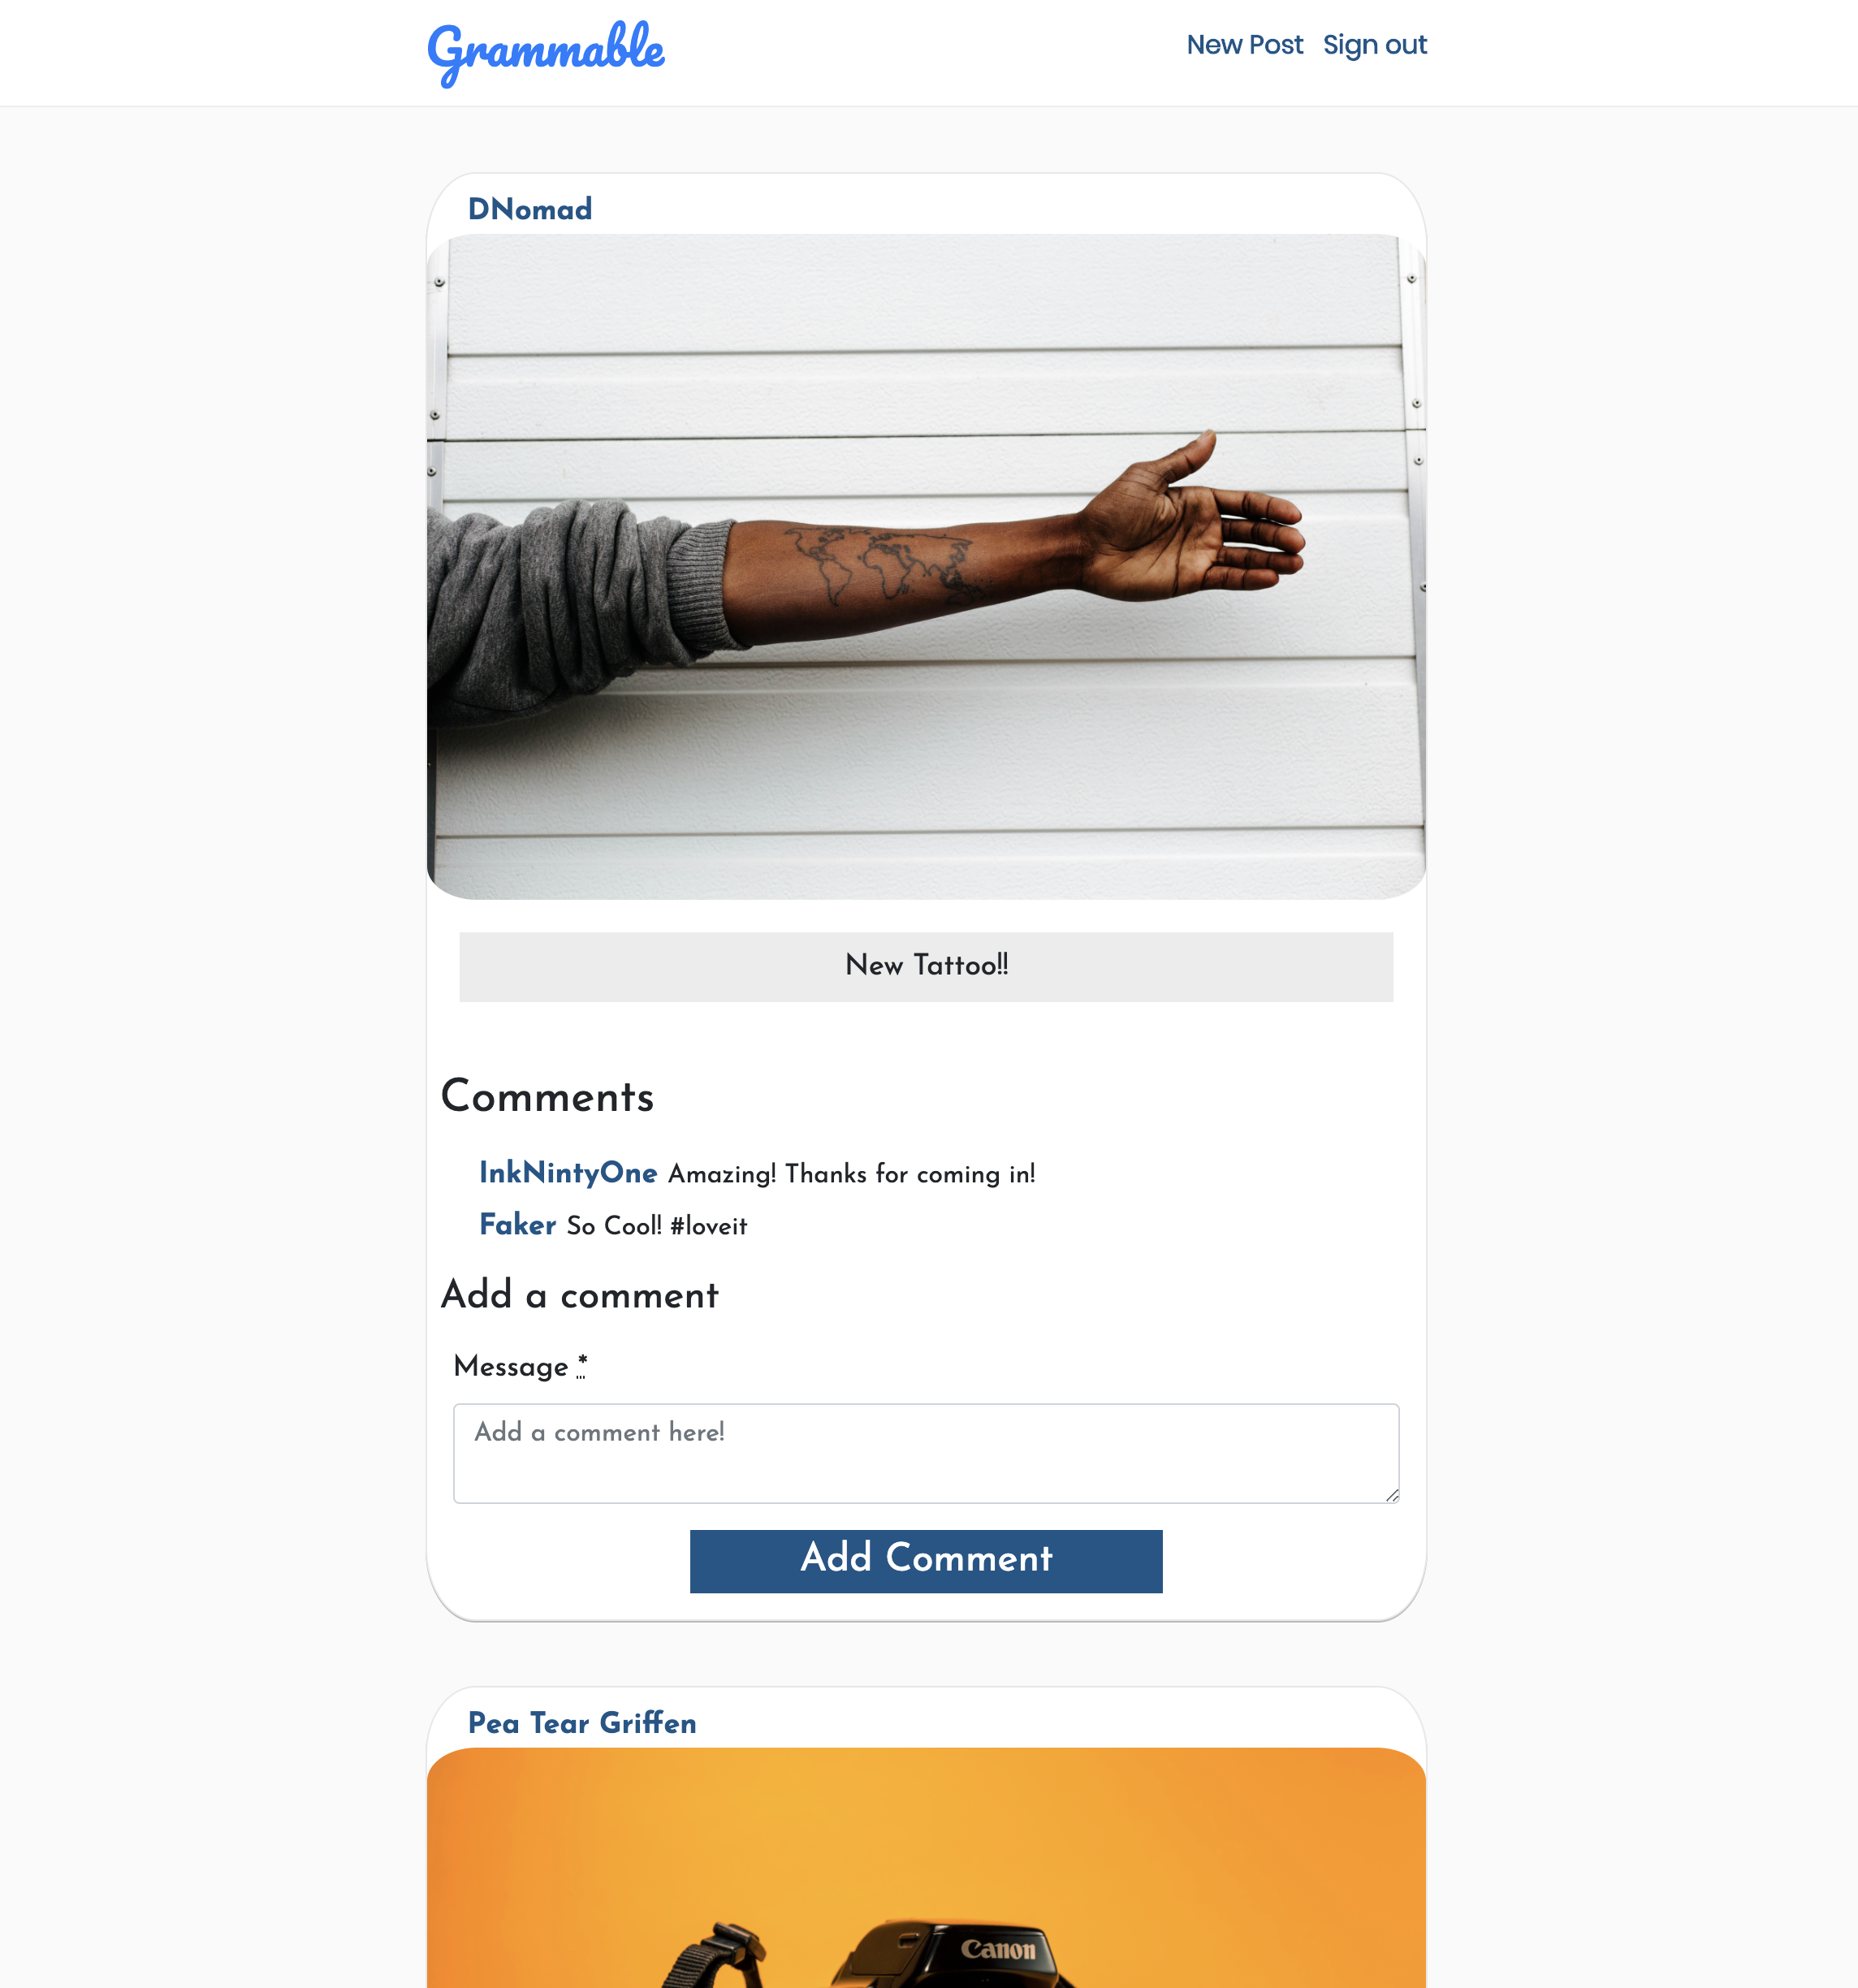 Grammable
New Post Sign out
DNomad
New Tattoo!!
Comments
InkNintyOne Amazing! Thanks for coming in!
Faker So Cool! #loveit
Add a comment
Message *
Add a comment here!
Add Comment
Pea Tear Griffen
Canon